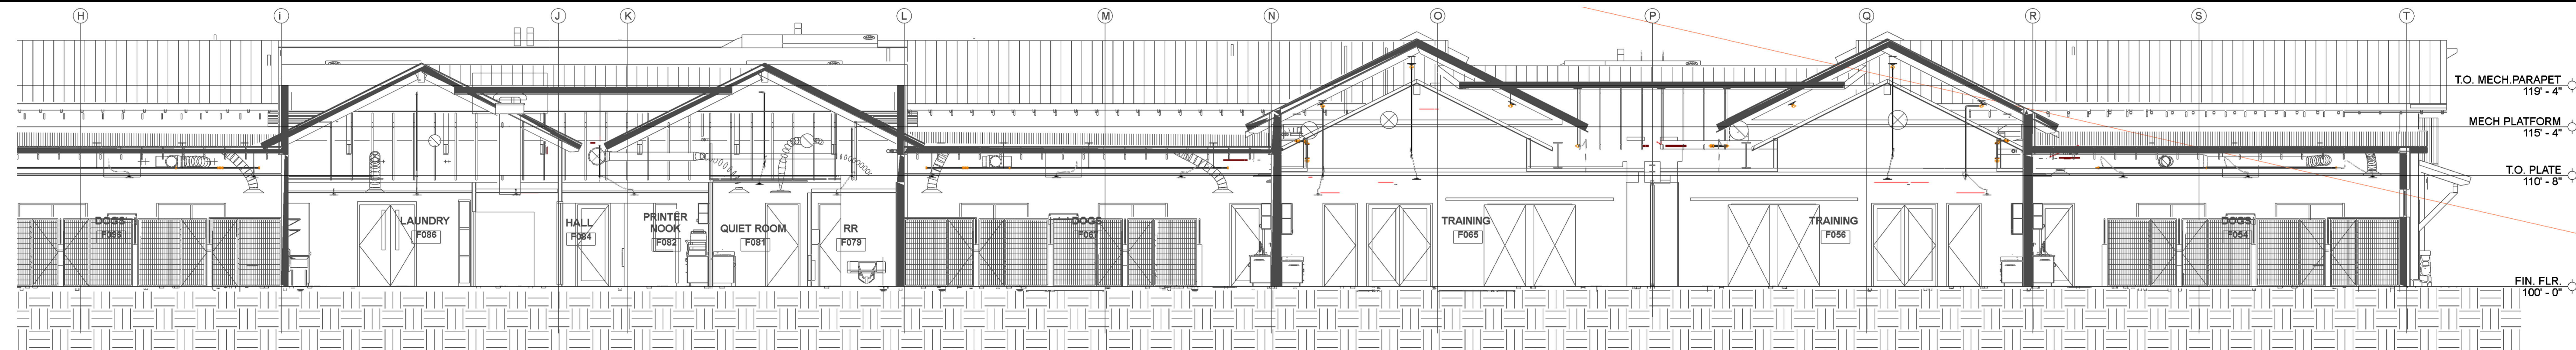 H I J K L M N O P Q R S T
T.O. MECH.PARAPET
119' - 4"
MECH PLATFORM
115' - 4"
T.O. PLATE
110' - 8"
DOGS
LAUNDRY
F086
HALL
F084
PRINTER
NOOK
F082
QUIET ROOM
F081
RR
F079
DOGS
F067
TRAINING
F065
TRAINING
F056
DOGS
F054
FIN. FLR.
100' - 0"